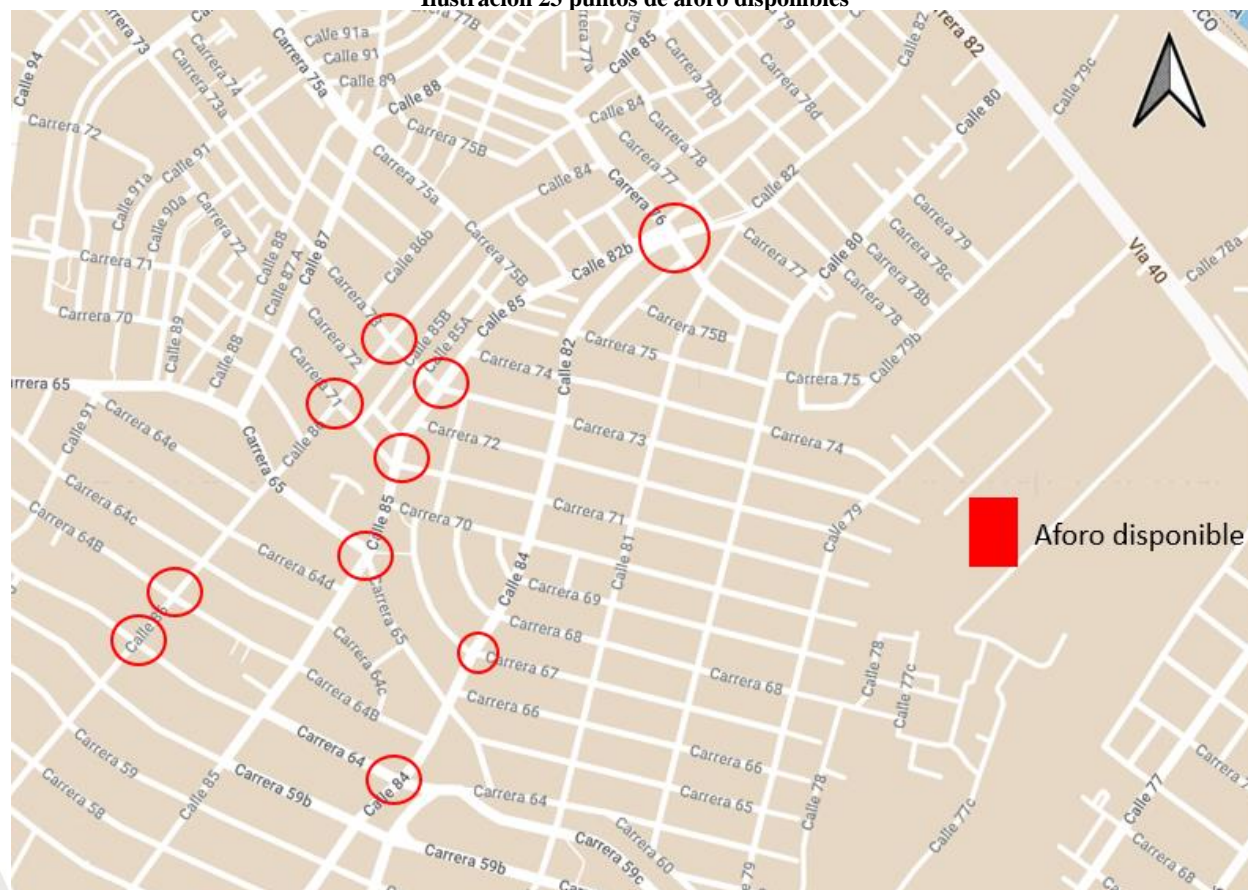 Ilustración 25 puntos de aforo disponibles
Carrera 77B
Calle 82
Carrera 82
Calle 94
Carrera 73
Carrera 74
Carrera 73a
Calle 91a
Calle 91
Calle 89
Carrera 75a
Calle 88
Calle 85
Carrera 79
Carrera 78b
Carrera 78d
Calle 79c
Calle 80
Calle 84
Carrera 75B
Carrera 78
Carrera 77
Carrera 72
Calle 91
Calle 91a
Calle 90a
Carrera 72
Calle 88
Calle 87
Calle 87 A
Carrera 75a
Calle 84
Carrera 76
Calle 82
Calle 86b
Carrera 75B
Calle 82b
Carrera 77
Calle 80
Carrera 79
Carrera 78c
Carrera 78b
Carrera 78
Via 40
Calle 78a
Carrera 71
Carrera 70
Calle 89
Calle 88
Carrera 72
Carrera 71
Calle 85B
Calle 85A
Calle 85
Calle 82
Carrera 75B
Carrera 75
Carrera 74
Carrera 75
Calle 79b
rrera 65
Carrera 64e
Calle 91
Carrera 65
Carrera 72
Carrera 73
Carrera 74
Carrera 64c
Carrera 64B
Carrera 64d
Calle 85
Carrera 70
Carrera 71
Calle 81
Calle 79
Aforo disponible
Calle 84
Carrera 69
Carrera 68
Carrera 65
Carrera 67
Carrera 68
Calle 78
Calle 77c
Carrera 64c
Carrera 64B
Carrera 66
Carrera 66
Carrera 65
Carrera 64
Carrera 59
Carrera 58
Calle 85
Carrera 59b
Calle 84
Carrera 64
Calle 78
Calle 77c
Calle 77
Carrera 60
Carrera 59c
Carrera 59b
Calle 79
Carrera 68